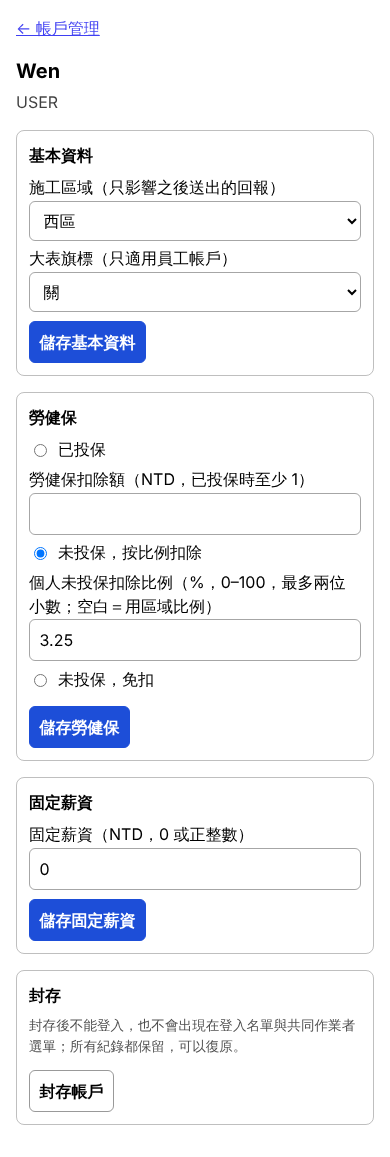 ← 帳戶管理
Wen
USER
基本資料
施工區域（只影響之後送出的回報）
西區
大表旗標（只適用員工帳戶）
關
儲存基本資料
勞健保
已投保
勞健保扣除額（NTD，已投保時至少 1）
未投保，按比例扣除
個人未投保扣除比例（%，0–100，最多兩位
小數；空白＝用區域比例）
3.25
未投保，免扣
儲存勞健保
固定薪資
固定薪資（NTD，0 或正整數）
0
儲存固定薪資
封存
封存後不能登入，也不會出現在登入名單與共同作業者
選單；所有紀錄都保留，可以復原。
封存帳戶